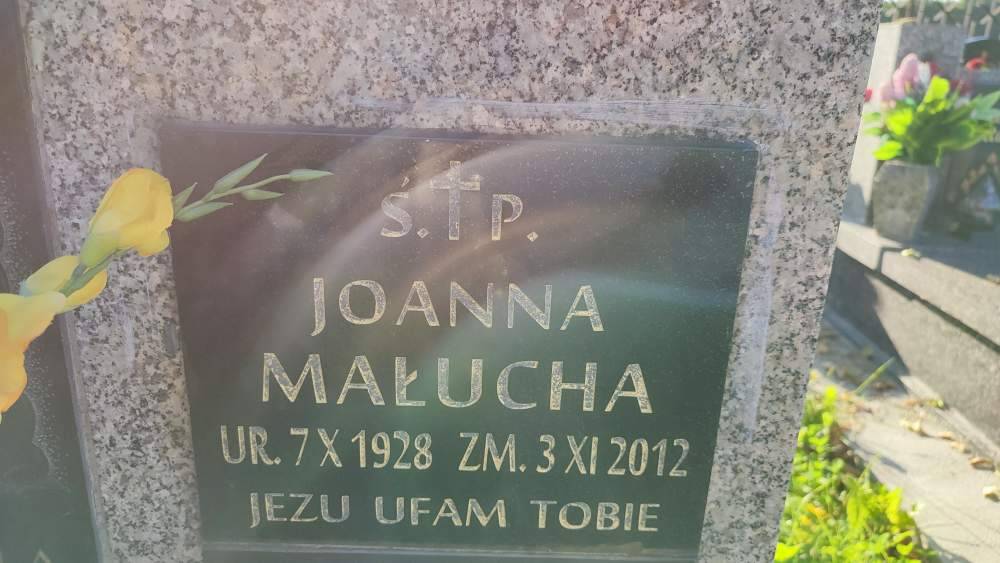 Ś.P.
JOANNA
MAŁUCHA
UR. 7 X 1928 ZM. 3 XI 2012
JEZU UFAM TOBIE